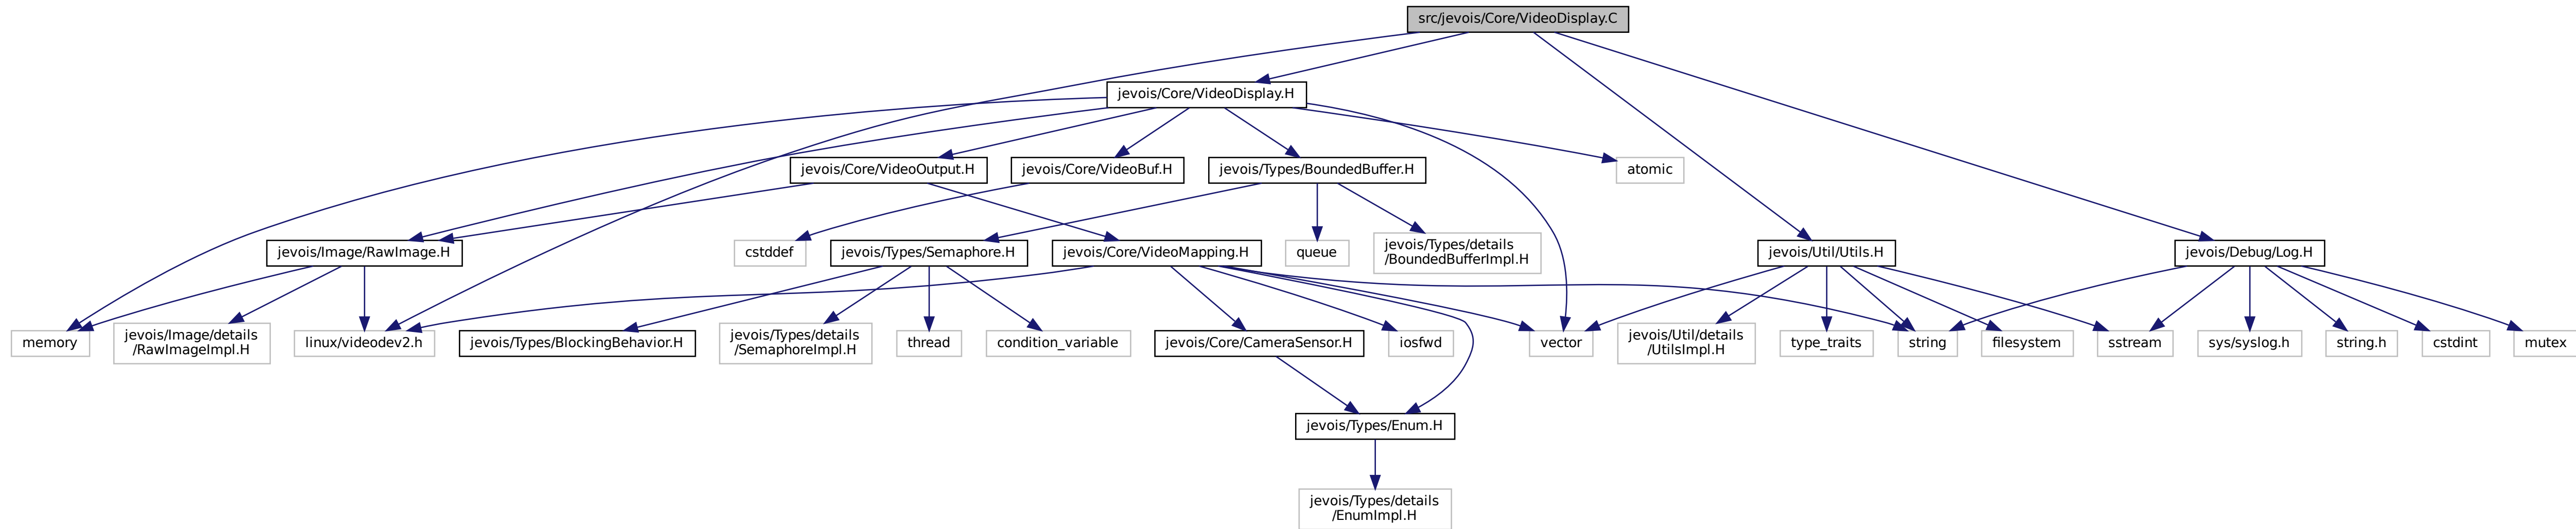 src/jevois/Core/VideoDisplay.C
jevois/Core/VideoDisplay.H
jevois/Core/VideoOutput.H
jevois/Core/VideoBuf.H
jevois/Types/BoundedBuffer.H
atomic
jevois/Image/RawImage.H
cstddef
jevois/Types/Semaphore.H
jevois/Core/VideoMapping.H
queue
jevois/Types/details
/BoundedBufferImpl.H
jevois/Util/Utils.H
jevois/Debug/Log.H
memory
jevois/Image/details
/RawImageImpl.H
linux/videodev2.h
jevois/Types/BlockingBehavior.H
jevois/Types/details
/SemaphoreImpl.H
thread
condition_variable
jevois/Core/CameraSensor.H
iosfwd
vector
jevois/Util/details
/UtilsImpl.H
type_traits
string
filesystem
sstream
sys/syslog.h
string.h
cstdint
mutex
jevois/Types/Enum.H
jevois/Types/details
/EnumImpl.H